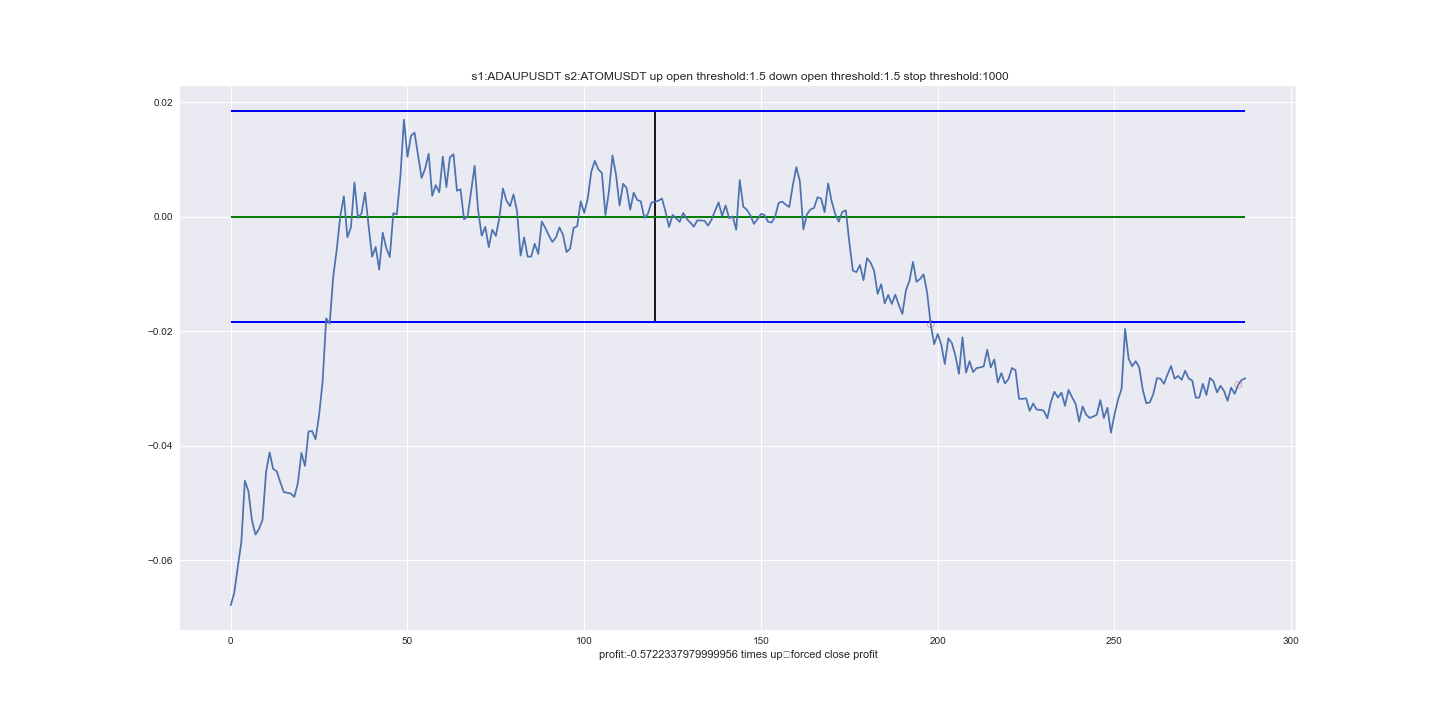 s1:ADAUPUSDT s2:ATOMUSDT up open threshold:1.5 down open threshold:1.5 stop threshold:1000
0.02
0.00
−0.02
−0.04
−0.06
0 50 100 150 200 250 300
profit:-0.5722337979999956 times up□forced close profit